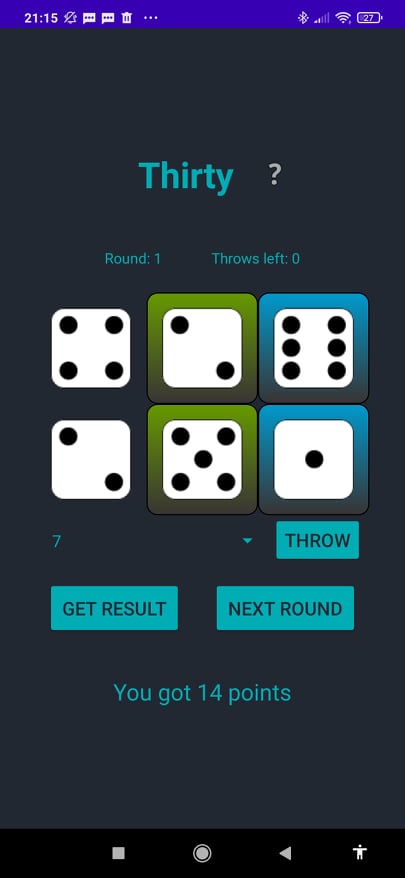 21:15 27
Thirty ?
Round: 1 Throws left: 0
7 THROW
GET RESULT NEXT ROUND
You got 14 points